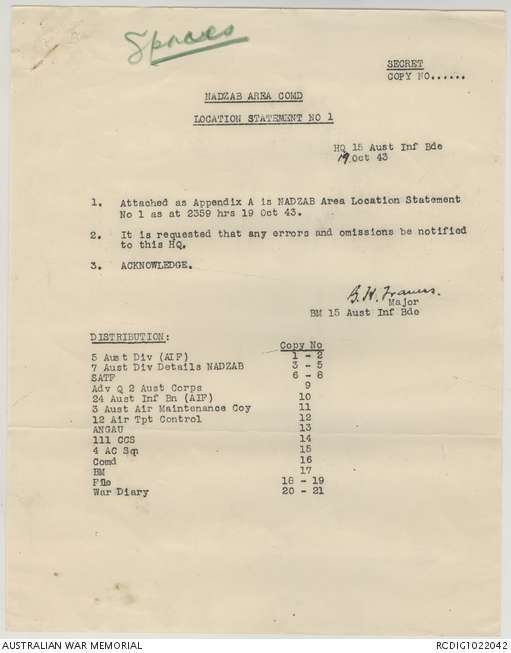 Spaces
SECRET
COPY NO......
NADZAB AREA COMD
LOCATION STATEMENT NO 1
HQ 15 Aust Inf Bde
19 Oct 43
1. Attached as Appendix A is NADZAB Area Location Statement
No 1 as at 2359 hrs 19 Oct 43.
2. It is requested that any errors and omissions be notified
to this HQ.
3. ACKNOWLEDGE.
Major
BM 15 Aust Inf Bde
DISTRIBUTION: Copy No
5 Aust Div (AIF) 1 - 2
7 Aust Div Details NADZAB 3 - 5
SATF 6 - 8
Adv Q 2 Aust Corps 9
24 Aust Inf Bn (AIF) 10
3 Aust Air Maintenance Coy 11
12 Air Tpt Control 12
ANGAU 13
111 CCS 14
4 AC Sqn 15
Comd 16
BM 17
File 18 - 19
War Diary 20 - 21
AUSTRALIAN WAR MEMORIAL RCDIG1022042